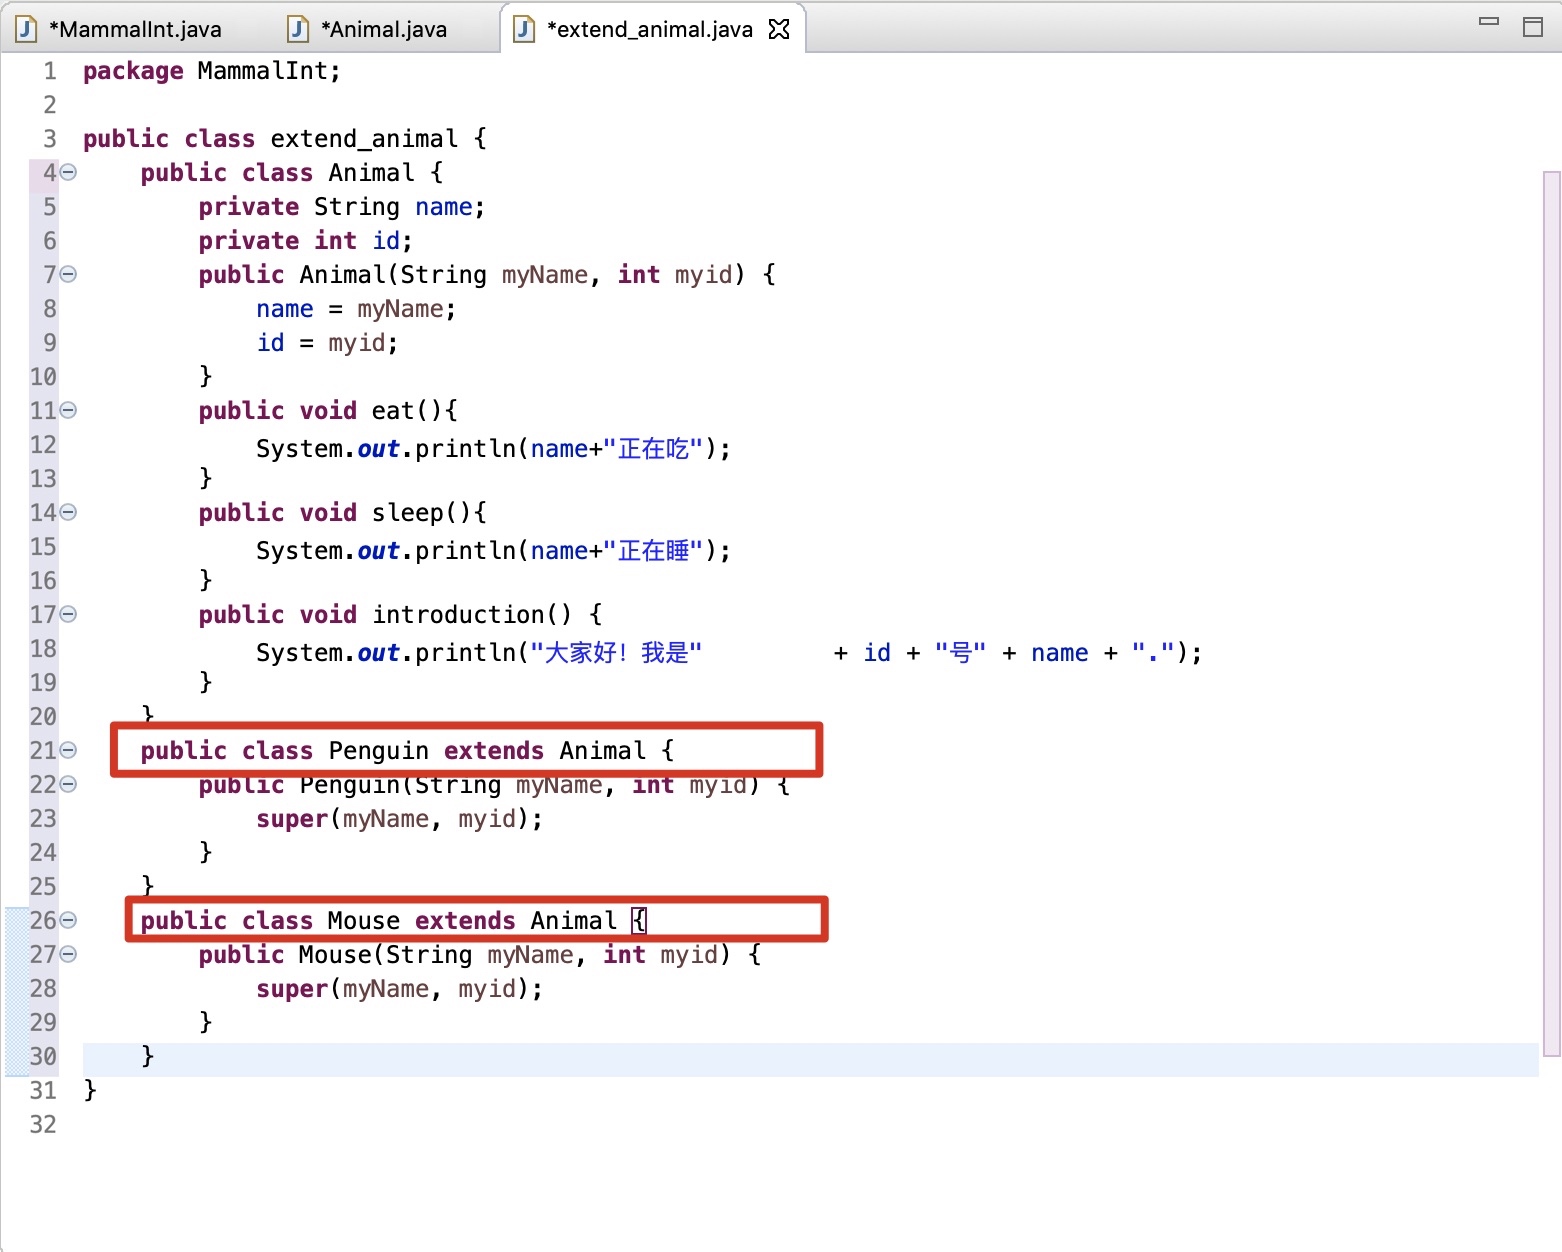 *MammalInt.java *Animal.java *extend_animal.java
1 package MammalInt;
2
3 public class extend_animal {
4 public class Animal {
5 private String name;
6 private int id;
7 public Animal(String myName, int myid) {
8 name = myName;
9 id = myid;
10 }
11 public void eat(){
12 System.out.println(name+"正在吃");
13 }
14 public void sleep(){
15 System.out.println(name+"正在睡");
16 }
17 public void introduction() {
18 System.out.println("大家好！我是" + id + "号" + name + ".");
19 }
20 }
21 public class Penguin extends Animal {
22 public Penguin(String myName, int myid) {
23 super(myName, myid);
24 }
25 }
26 public class Mouse extends Animal {
27 public Mouse(String myName, int myid) {
28 super(myName, myid);
29 }
30 }
31 }
32